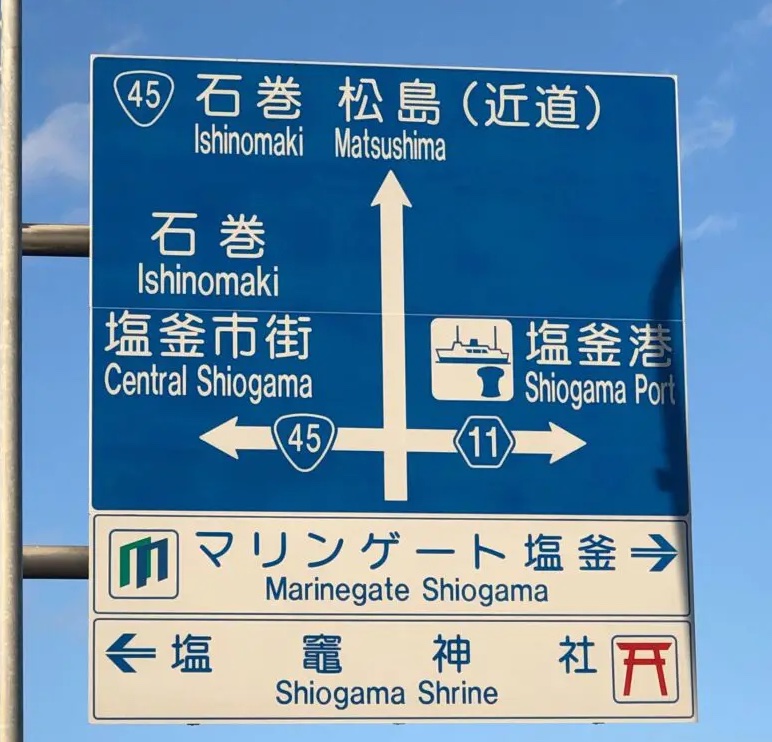 45 石巻 松島(近道)
Ishinomaki Matsushima
石巻
Ishinomaki
塩釜市街
Central Shiogama
塩釜港
Shiogama Port
45
11
マリンゲート塩釜
Marinegate Shiogama
塩竈神社
Shiogama Shrine